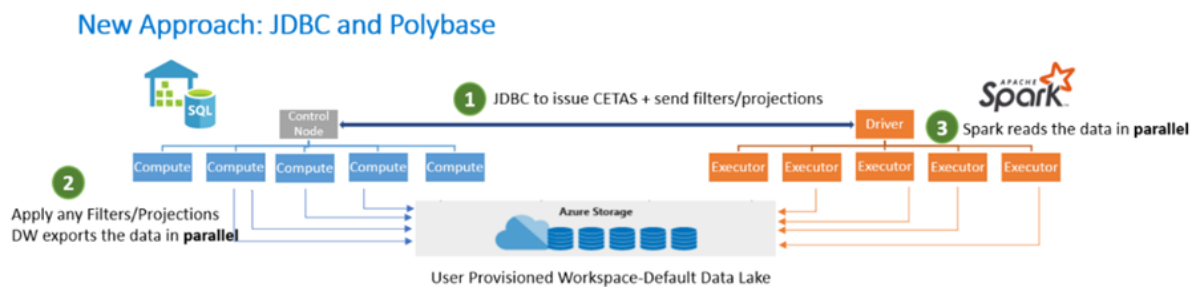 New Approach: JDBC and Polybase
SQL
1
JDBC to issue CETAS + send filters/projections
APACHE
Spark
TM
Control
Node
Driver
3
Spark reads the data in parallel
Compute
Compute
Compute
Compute
Compute
Executor
Executor
Executor
Executor
Executor
2
Apply any Filters/Projections
DW exports the data in parallel
Azure Storage
User Provisioned Workspace-Default Data Lake